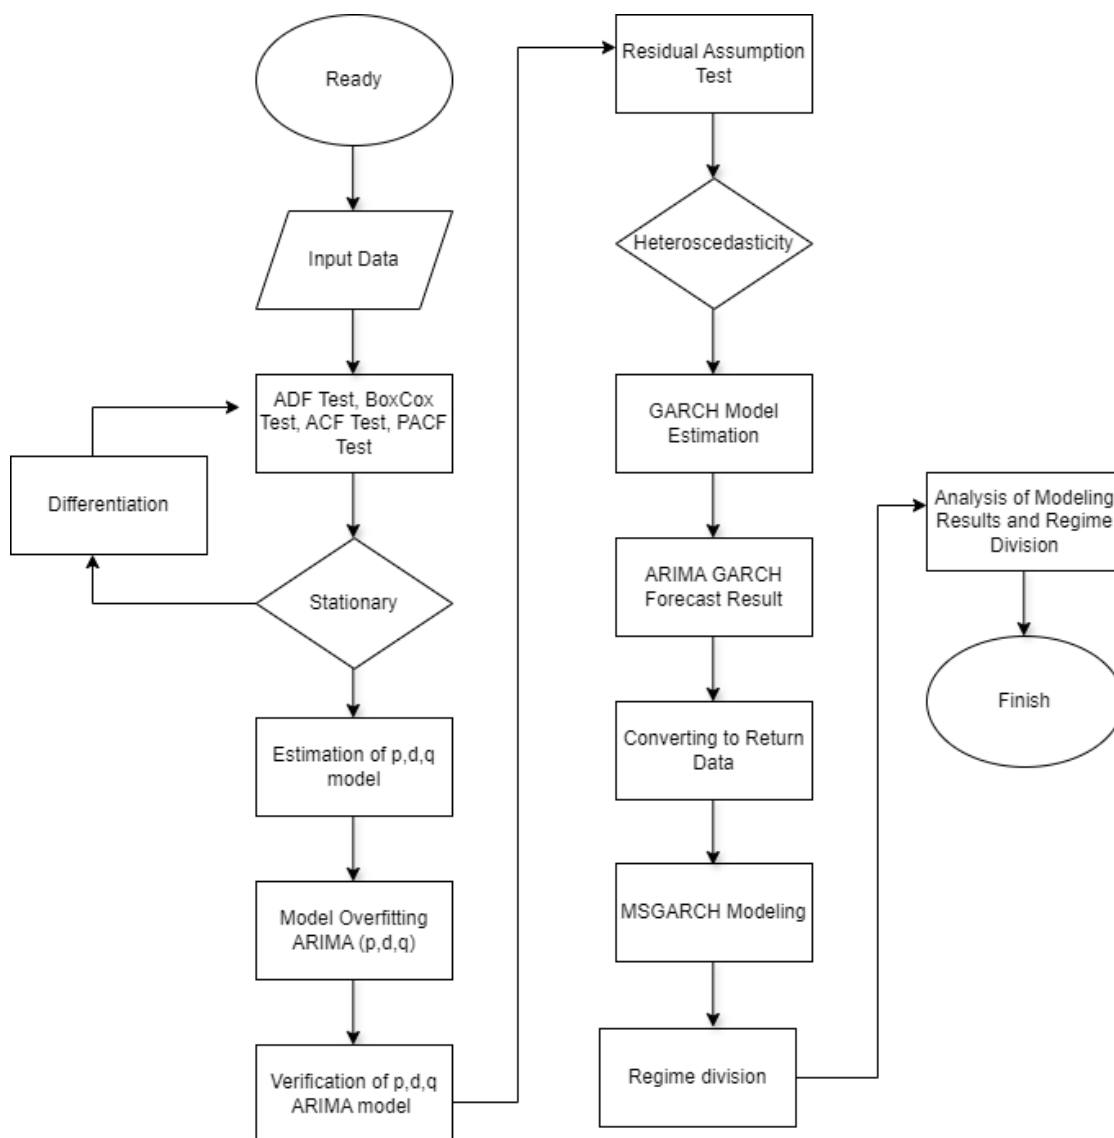 Ready
Input Data
ADF Test, BoxCox
Test, ACF Test, PACF
Test
Differentiation
Stationary
Estimation of p,d,q
model
Model Overfitting
ARIMA (p,d,q)
Verification of p,d,q
ARIMA model
Residual Assumption
Test
Heteroscedasticity
GARCH Model
Estimation
ARIMA GARCH
Forecast Result
Converting to Return
Data
MSGARCH Modeling
Regime division
Analysis of Modeling
Results and Regime
Division
Finish